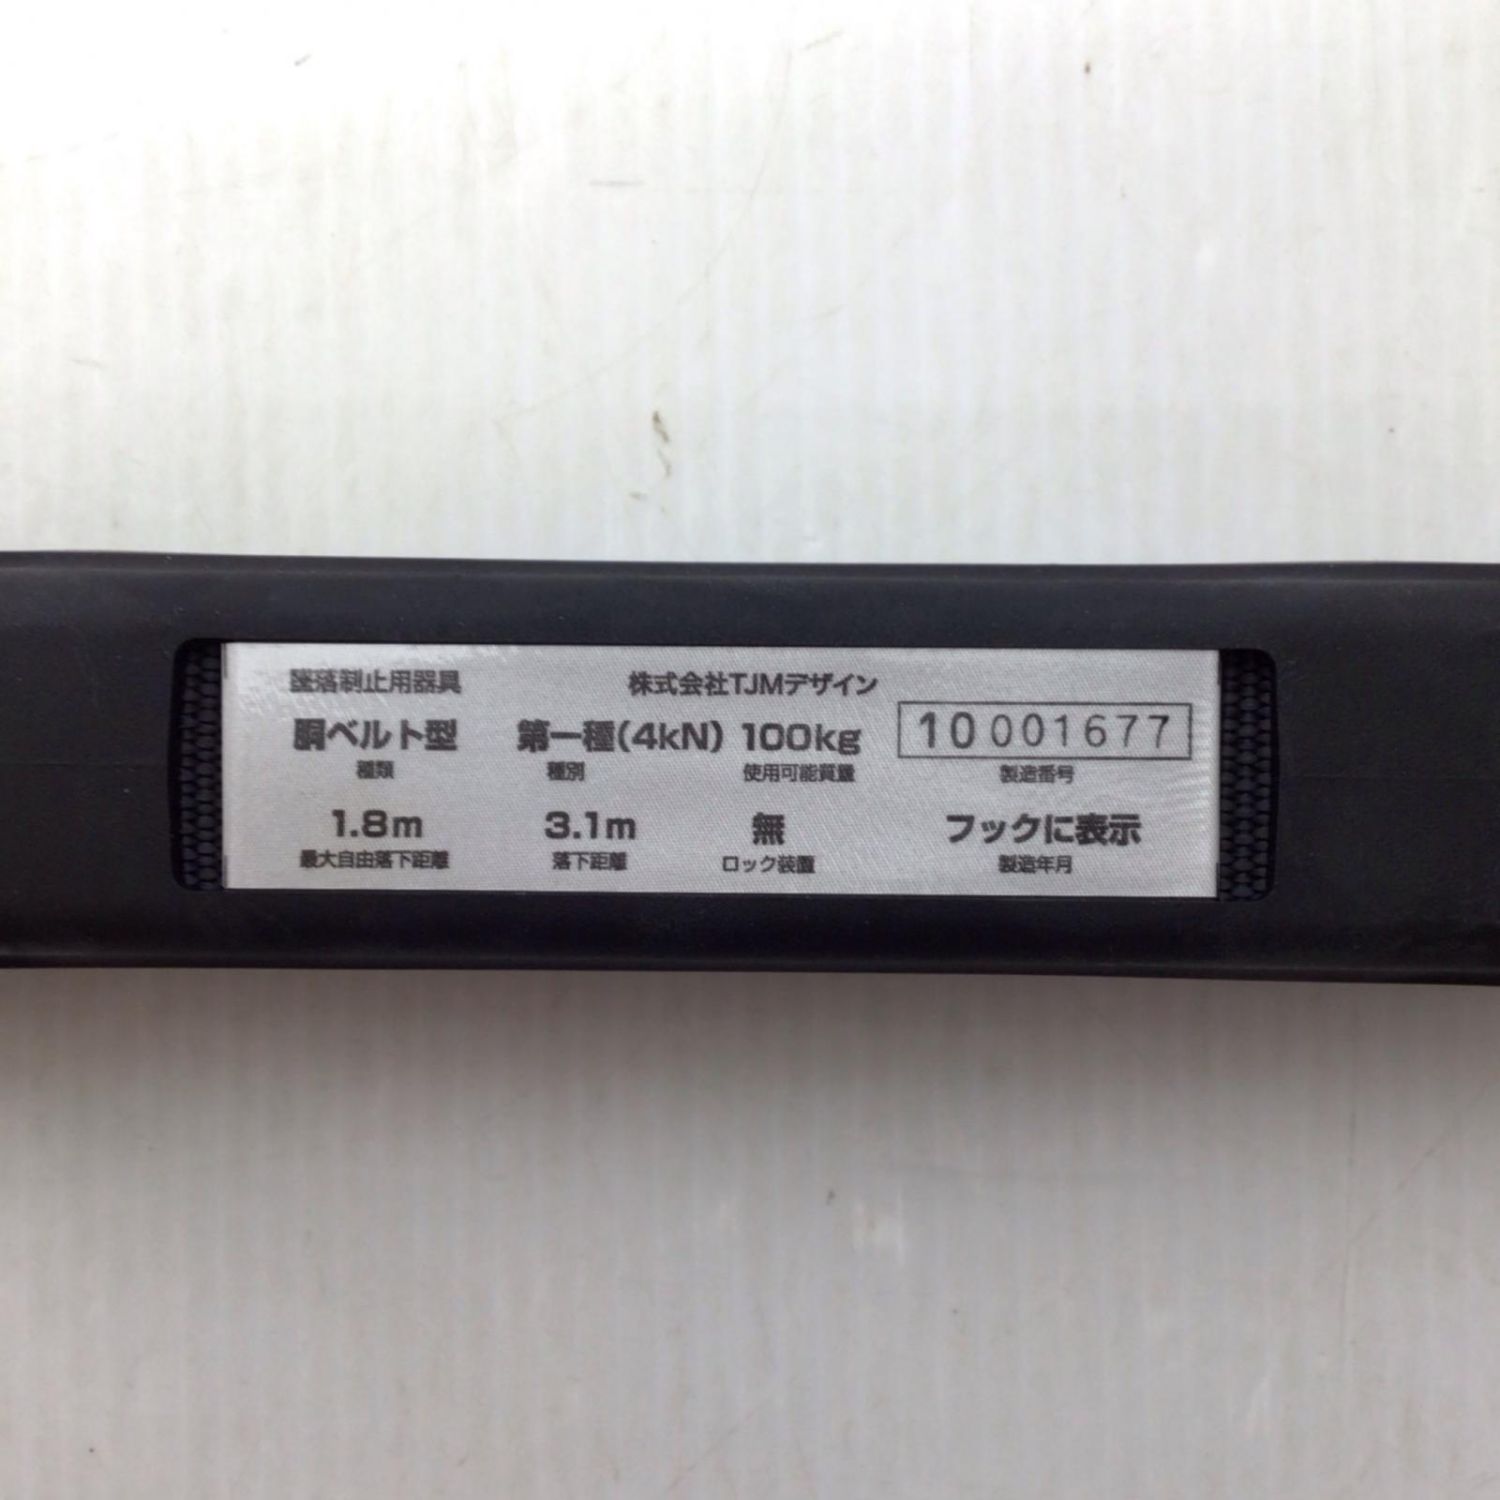 墜落制止用器具 株式会社TJMデザイン
胴ベルト型 第一種(4kN) 100kg 10001677
種類 種別 使用可能質量 製造番号
1.8m 3.1m 無 フックに表示
最大自由落下距離 落下距離 ロック装置 製造年月